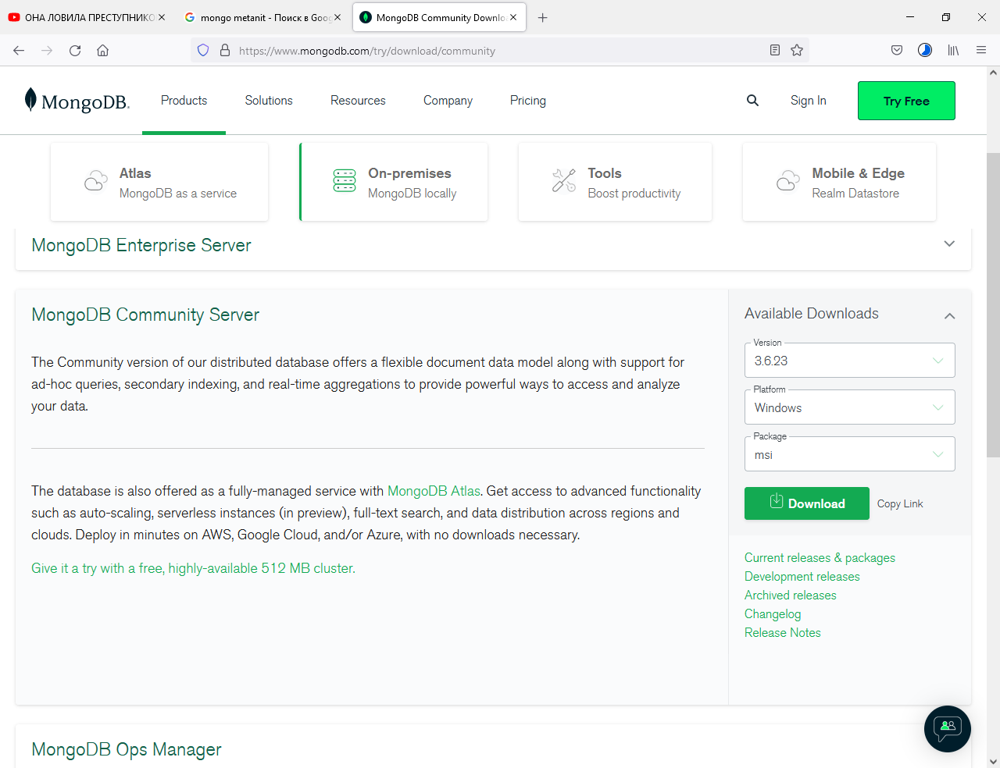 ОНА ЛОВИЛА ПРЕСТУПНИКО
mongo metanit - Поиск в Goog
MongoDB Community Downlo
https://www.mongodb.com/try/download/community
MongoDB.
Products
Solutions
Resources
Company
Pricing
Sign In
Try Free
Atlas
MongoDB as a service
On-premises
MongoDB locally
Tools
Boost productivity
Mobile & Edge
Realm Datastore
MongoDB Enterprise Server
MongoDB Community Server
The Community version of our distributed database offers a flexible document data model along with support for
ad-hoc queries, secondary indexing, and real-time aggregations to provide powerful ways to access and analyze
your data.
The database is also offered as a fully-managed service with MongoDB Atlas. Get access to advanced functionality
such as auto-scaling, serverless instances (in preview), full-text search, and data distribution across regions and
clouds. Deploy in minutes on AWS, Google Cloud, and/or Azure, with no downloads necessary.
Give it a try with a free, highly-available 512 MB cluster.
Available Downloads
Version
3.6.23
Platform
Windows
Package
msi
Download
Copy Link
Current releases & packages
Development releases
Archived releases
Changelog
Release Notes
MongoDB Ops Manager